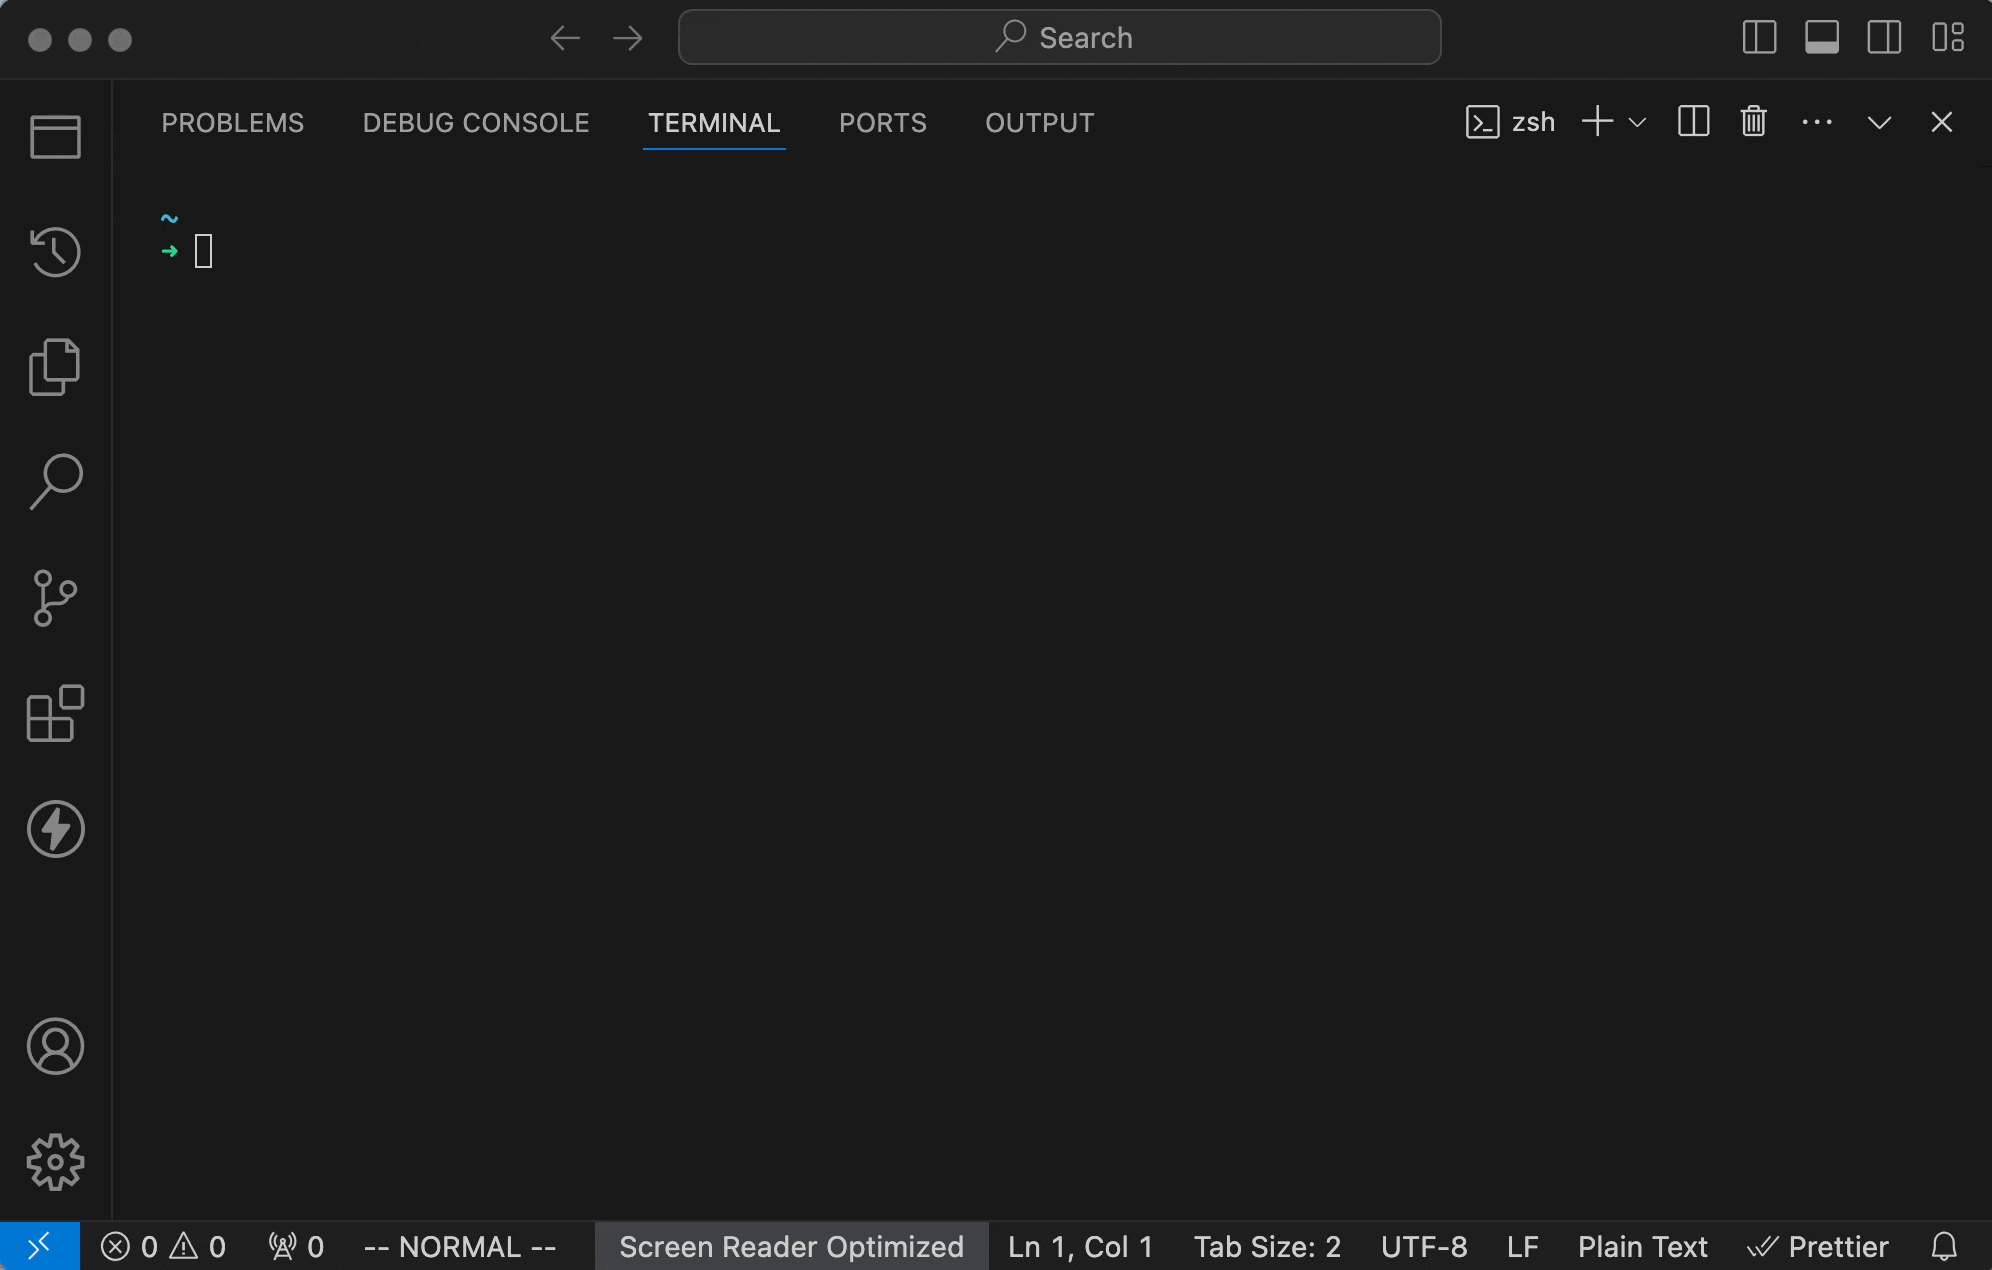 Search
PROBLEMS DEBUG CONSOLE TERMINAL PORTS OUTPUT zsh
~
➜
0 0 0 -- NORMAL -- Screen Reader Optimized Ln 1, Col 1 Tab Size: 2 UTF-8 LF Plain Text Prettier